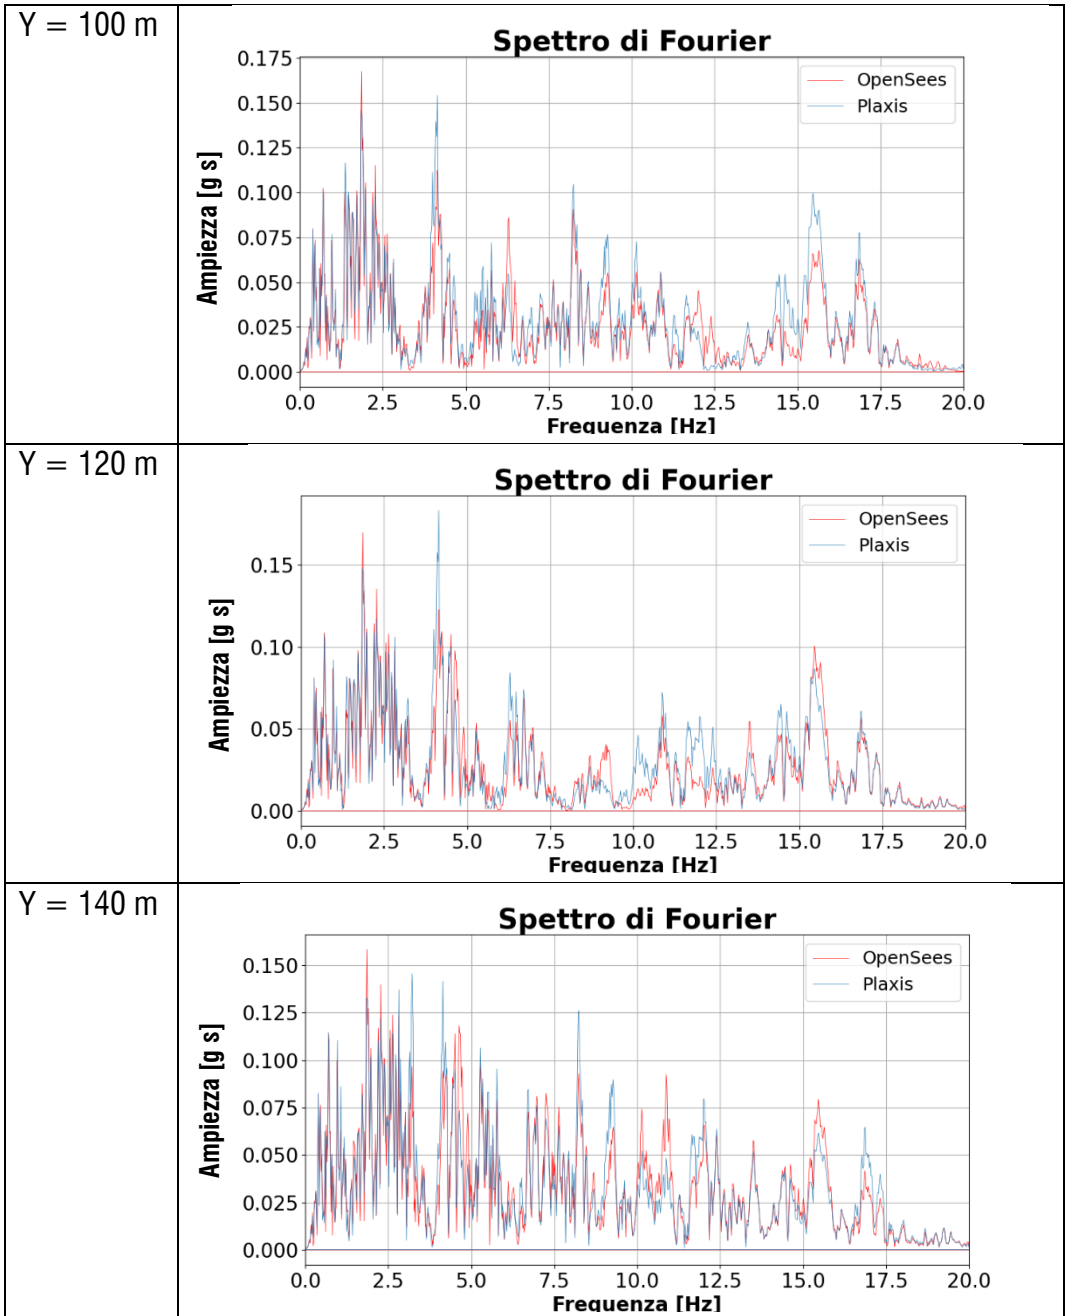 Y = 100 m
Spettro di Fourier
OpenSees
Plaxis
Ampiezza [g s]
0.175
0.150
0.125
0.100
0.075
0.050
0.025
0.000
0.0 2.5 5.0 7.5 10.0 12.5 15.0 17.5 20.0
Frequenza [Hz]
Y = 120 m
Spettro di Fourier
OpenSees
Plaxis
Ampiezza [g s]
0.15
0.10
0.05
0.00
0.0 2.5 5.0 7.5 10.0 12.5 15.0 17.5 20.0
Frequenza [Hz]
Y = 140 m
Spettro di Fourier
OpenSees
Plaxis
Ampiezza [g s]
0.150
0.125
0.100
0.075
0.050
0.025
0.000
0.0 2.5 5.0 7.5 10.0 12.5 15.0 17.5 20.0
Frequenza [Hz]